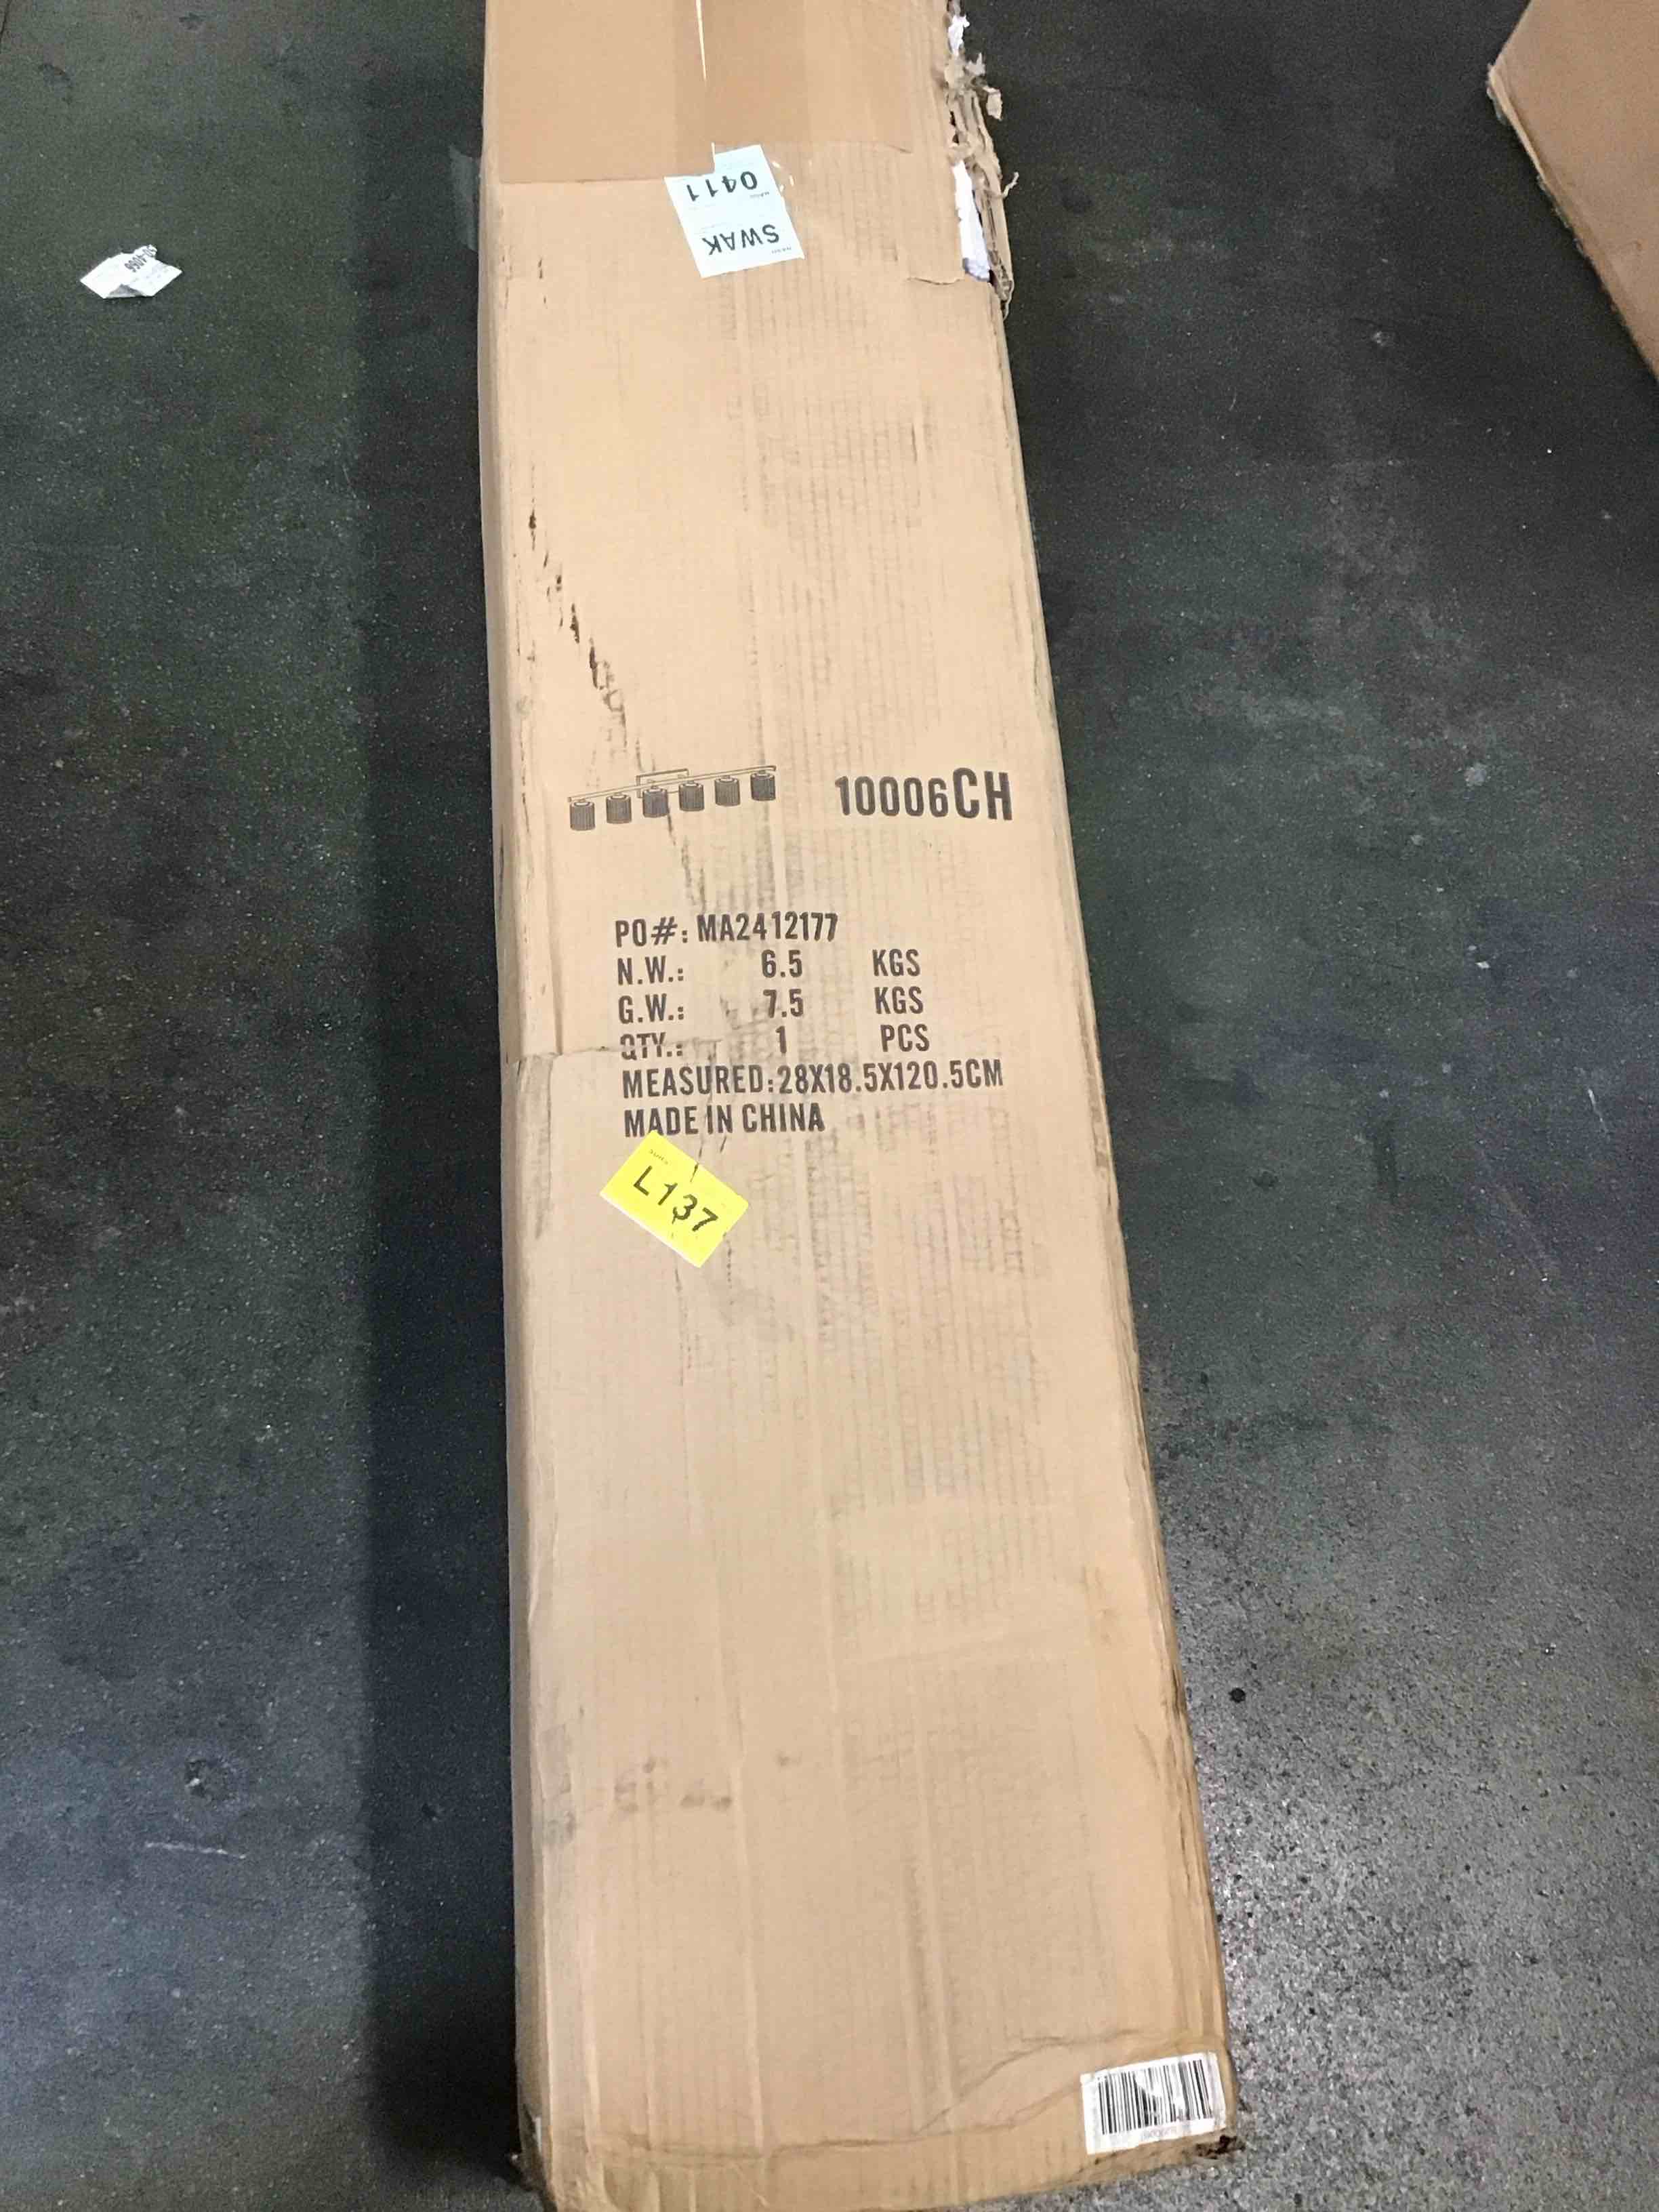 0411
SWAK
10006CH
PO#: MA2412177
N.W.: 6.5 KGS
G.W.: 7.5 KGS
QTY.: 1 PCS
MEASURED:28X18.5X120.5CM
MADE IN CHINA
L137